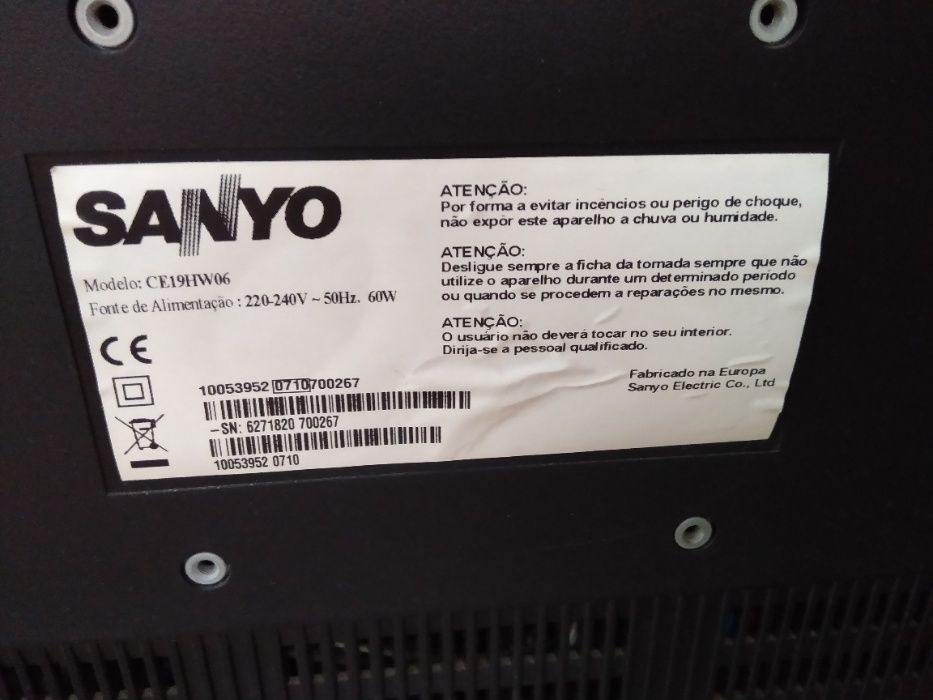 SANYO
Modelo: CE19HW06
Fonte de Alimentação : 220-240V ~ 50Hz. 60W
CE
10053952 0710700267
-SN: 6271820 700267
10053952 0710
ATENÇÃO:
Por forma a evitar incêncios ou perigo de choque,
não expor este aparelho a chuva ou humidade.
ATENÇÃO:
Desligue sempre a ficha da tomada sempre que não
utilize o aparelho durante um determinado periodo
ou quando se procedem a reparações no mesmo.
ATENÇÃO:
O usuário não deverá tocar no seu interior.
Dirija-se a pessoal qualificado.
Fabricado na Europa
Sanyo Electric Co., Ltd